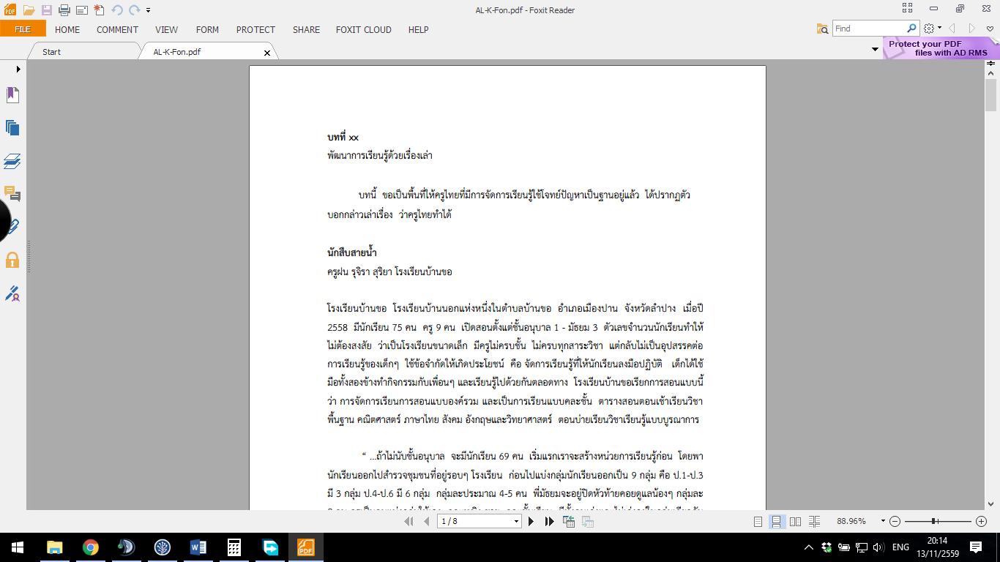 AL-K-Fon.pdf - Foxit Reader
FILE HOME COMMENT VIEW FORM PROTECT SHARE FOXIT CLOUD HELP Find
Start AL-K-Fon.pdf Protect your PDF
files with AD RMS
บทที่ xx
พัฒนาการเรียนรู้ด้วยเรื่องเล่า
บทนี้ ขอเป็นพื้นที่ให้ครูไทยที่มีการจัดการเรียนรู้ใช้โจทย์ปัญหาเป็นฐานอยู่แล้ว ได้ปรากฏตัว
บอกกล่าวเล่าเรื่อง ว่าครูไทยทำได้
นักสืบสายน้ำ
ครูฝน รุจิรา สุริยา โรงเรียนบ้านขอ
โรงเรียนบ้านขอ โรงเรียนบ้านนอกแห่งหนึ่งในตำบลบ้านขอ อำเภอเมืองปาน จังหวัดลำปาง เมื่อปี
2558 มีนักเรียน 75 คน ครู 9 คน เปิดสอนตั้งแต่ชั้นอนุบาล 1 - มัธยม 3 ตัวเลขจำนวนนักเรียนทำให้
ไม่ต้องสงสัย ว่าเป็นโรงเรียนขนาดเล็ก มีครูไม่ครบชั้น ไม่ครบทุกสาระวิชา แต่กลับไม่เป็นอุปสรรคต่อ
การเรียนรู้ของเด็กๆ ใช้ข้อจำกัดให้เกิดประโยชน์ คือ จัดการเรียนรู้ที่ให้นักเรียนลงมือปฏิบัติ เด็กได้ใช้
มือทั้งสองข้างทำกิจกรรมกับเพื่อนๆ และเรียนรู้ไปด้วยกันตลอดทาง โรงเรียนบ้านขอเรียกการสอนแบบนี้
ว่า การจัดการเรียนการสอนแบบองค์รวม และเป็นการเรียนแบบคละชั้น ตารางสอนตอนเช้าเรียนวิชา
พื้นฐาน คณิตศาสตร์ ภาษาไทย สังคม อังกฤษและวิทยาศาสตร์ ตอนบ่ายเรียนวิชาเรียนรู้แบบบูรณาการ
“ ...ถ้าไม่นับชั้นอนุบาล จะมีนักเรียน 69 คน เริ่มแรกเราจะสร้างหน่วยการเรียนรู้ก่อน โดยพา
นักเรียนออกไปสำรวจชุมชนที่อยู่รอบๆ โรงเรียน ก่อนไปแบ่งกลุ่มนักเรียนออกเป็น 9 กลุ่ม คือ ป.1-ป.3
มี 3 กลุ่ม ป.4-ป.6 มี 6 กลุ่ม กลุ่มละประมาณ 4-5 คน พี่มัธยมจะอยู่ปิดหัวท้ายคอยดูแลน้องๆ กลุ่มละ
1 / 8 88.96%
ENG 20:14
13/11/2559